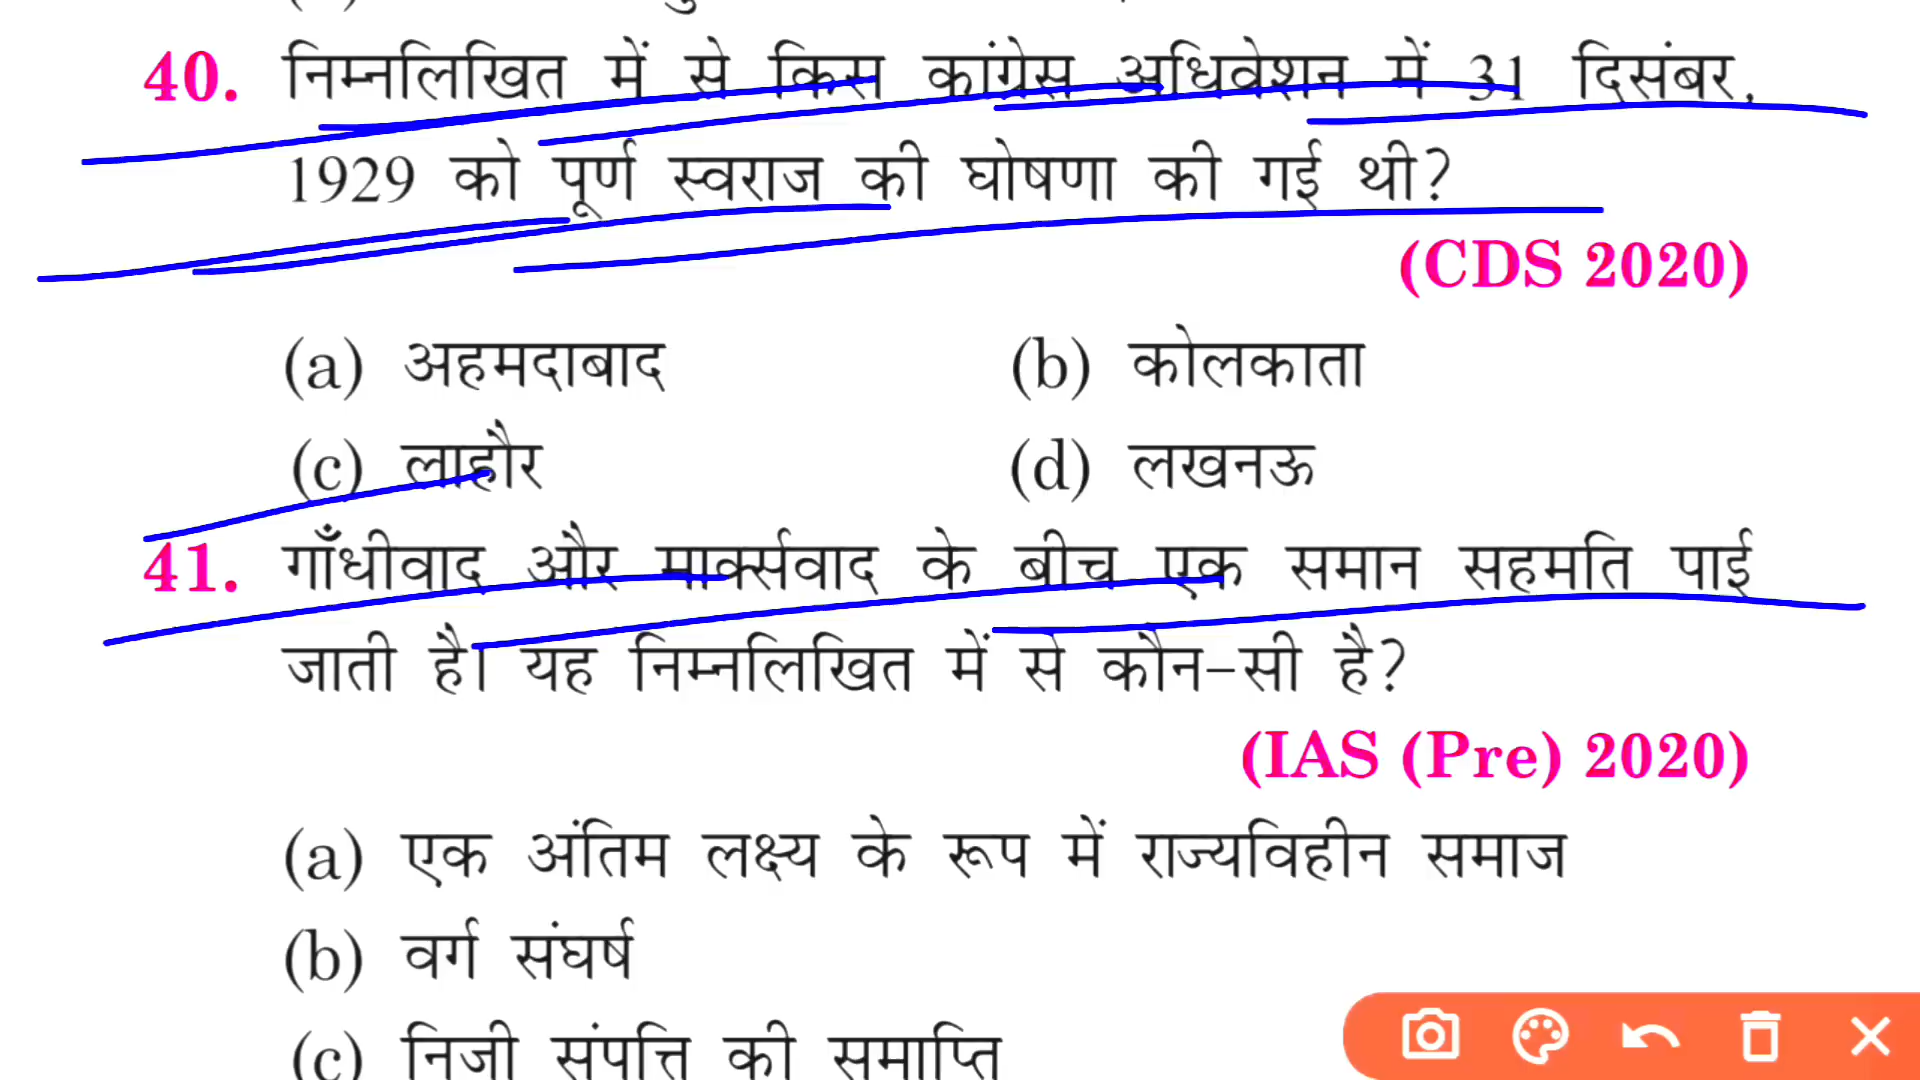 40. निम्नलिखित में से किस कांग्रेस अधिवेशन में 31 दिसंबर,
1929 को पूर्ण स्वराज की घोषणा की गई थी?
(CDS 2020)
(a) अहमदाबाद (b) कोलकाता
(c) लाहौर (d) लखनऊ
41. गाँधीवाद और मार्क्सवाद के बीच एक समान सहमति पाई
जाती है। यह निम्नलिखित में से कौन-सी है?
(IAS (Pre) 2020)
(a) एक अंतिम लक्ष्य के रूप में राज्यविहीन समाज
(b) वर्ग संघर्ष
(c) निजी संपत्ति की समाप्ति